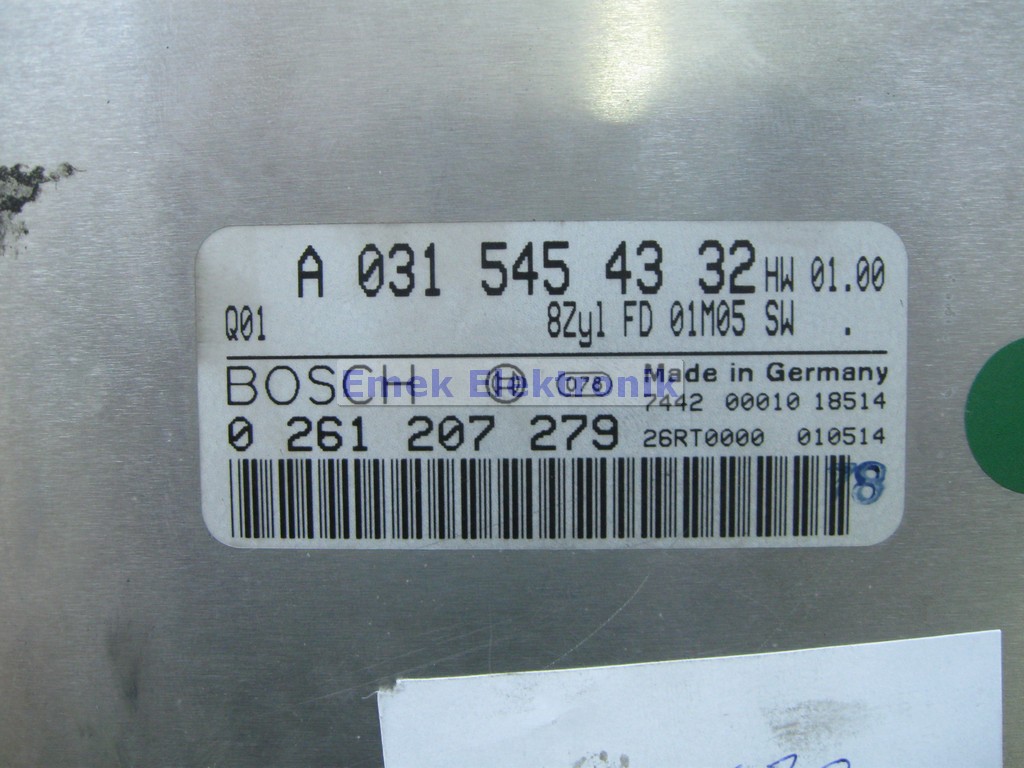 A 031 545 43 32 HW 01.00
Q01 8Zyl FD 01M05 SW .
BOSCH H 078 Made in Germany
Emek Elektronik
7442 00010 18514
0 261 207 279 26RT0000 010514
78